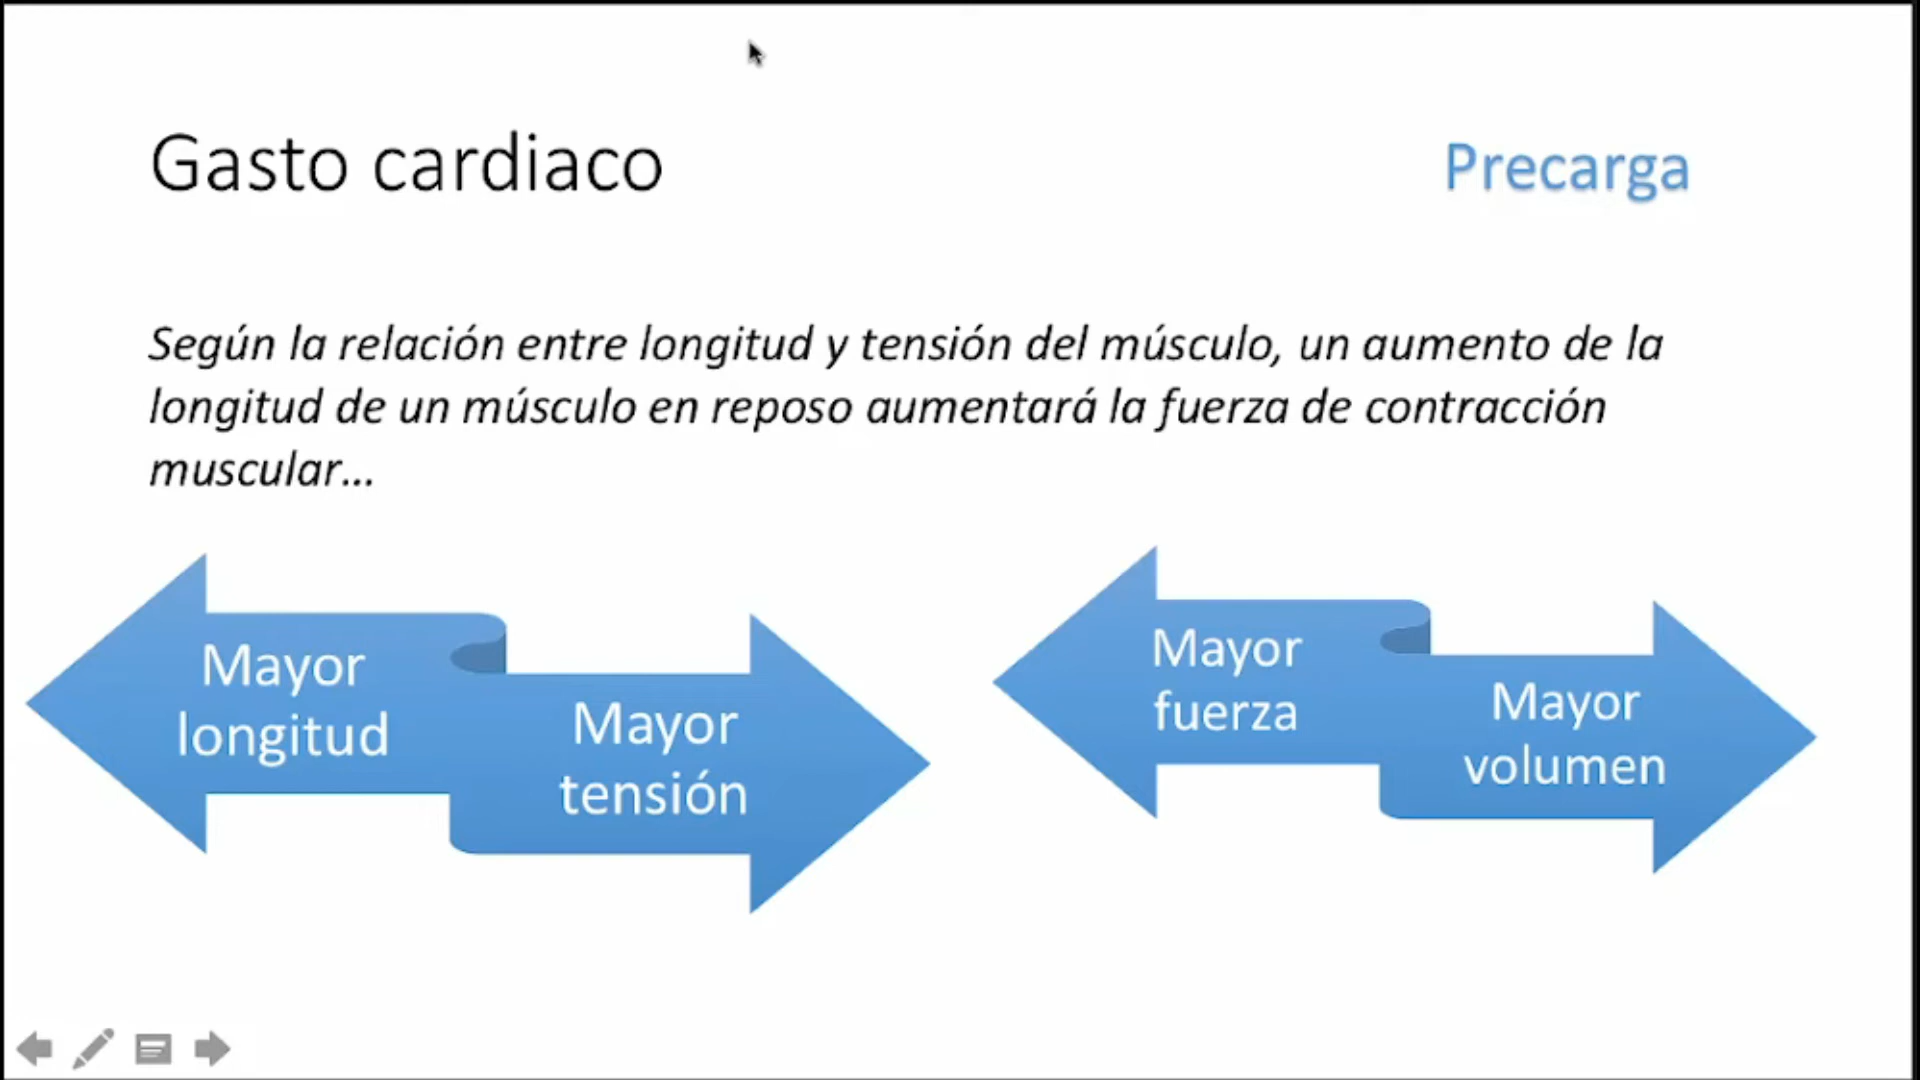 Gasto cardiaco
Precarga
Según la relación entre longitud y tensión del músculo, un aumento de la
longitud de un músculo en reposo aumentará la fuerza de contracción
muscular...
Mayor
longitud
Mayor
tensión
Mayor
fuerza
Mayor
volumen